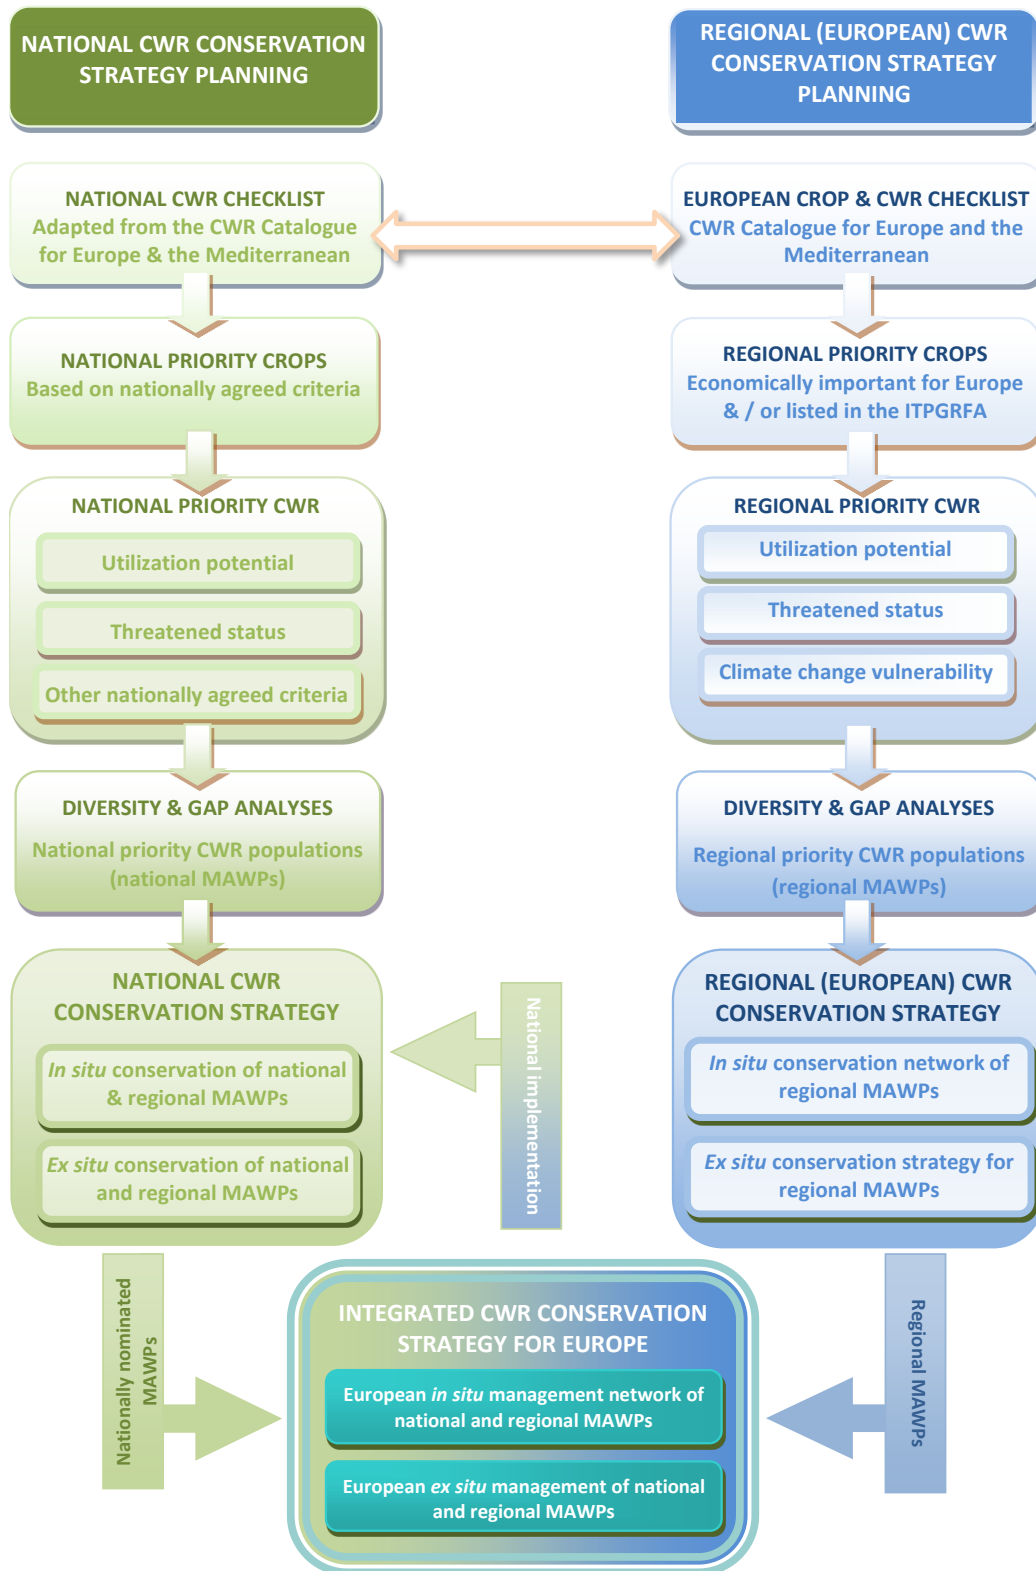 NATIONAL CWR CONSERVATION
STRATEGY PLANNING
REGIONAL (EUROPEAN) CWR
CONSERVATION STRATEGY
PLANNING
NATIONAL CWR CHECKLIST
Adapted from the CWR Catalogue
for Europe & the Mediterranean
EUROPEAN CROP & CWR CHECKLIST
CWR Catalogue for Europe and the
Mediterranean
NATIONAL PRIORITY CROPS
Based on nationally agreed criteria
REGIONAL PRIORITY CROPS
Economically important for Europe
& / or listed in the ITPGRFA
NATIONAL PRIORITY CWR
Utilization potential
Threatened status
Other nationally agreed criteria
REGIONAL PRIORITY CWR
Utilization potential
Threatened status
Climate change vulnerability
DIVERSITY & GAP ANALYSES
National priority CWR populations
(national MAWPs)
DIVERSITY & GAP ANALYSES
Regional priority CWR populations
(regional MAWPs)
NATIONAL CWR
CONSERVATION STRATEGY
In situ conservation of national
& regional MAWPs
Ex situ conservation of national
and regional MAWPs
National implementation
REGIONAL (EUROPEAN) CWR
CONSERVATION STRATEGY
In situ conservation network of
regional MAWPs
Ex situ conservation strategy for
regional MAWPs
Nationally nominated
MAWPs
INTEGRATED CWR CONSERVATION
STRATEGY FOR EUROPE
European in situ management network of
national and regional MAWPs
European ex situ management of national
and regional MAWPs
Regional MAWPs